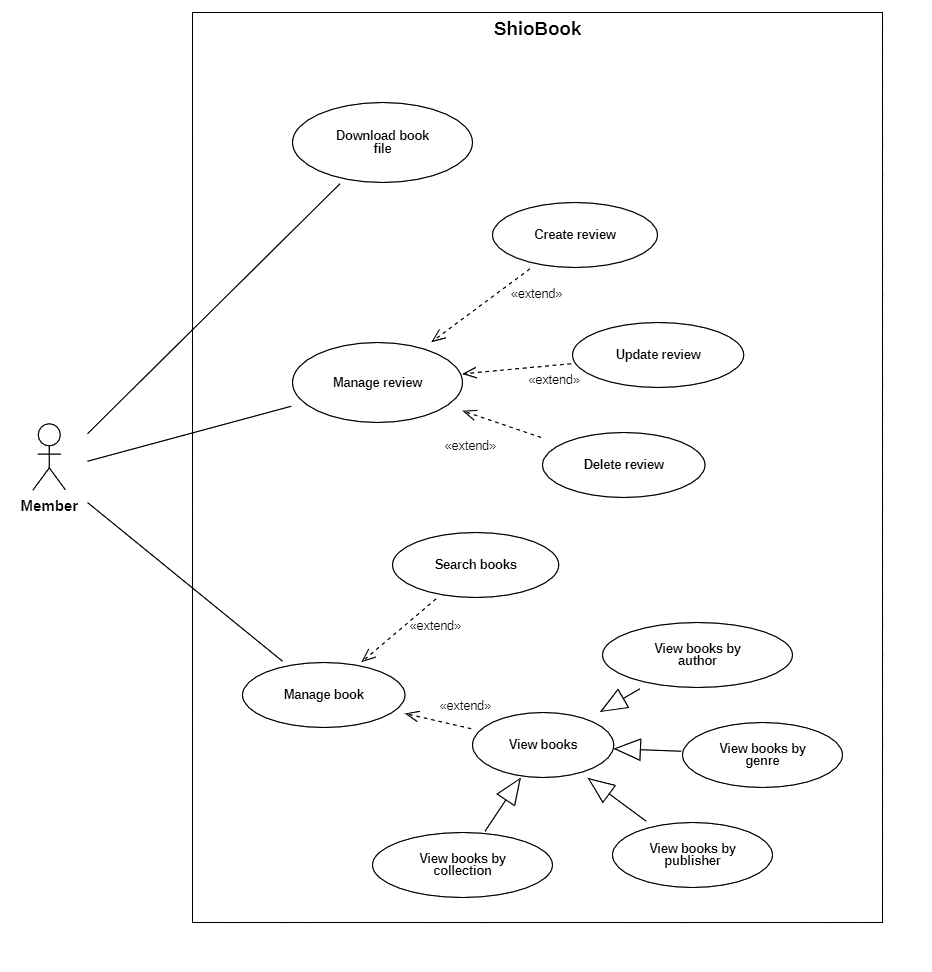 ShioBook
Download book
file
Create review
«extend»
Update review
Manage review
«extend»
«extend»
Delete review
Member
Search books
«extend»
View books by
author
Manage book
«extend»
View books
View books by
genre
View books by
collection
View books by
publisher